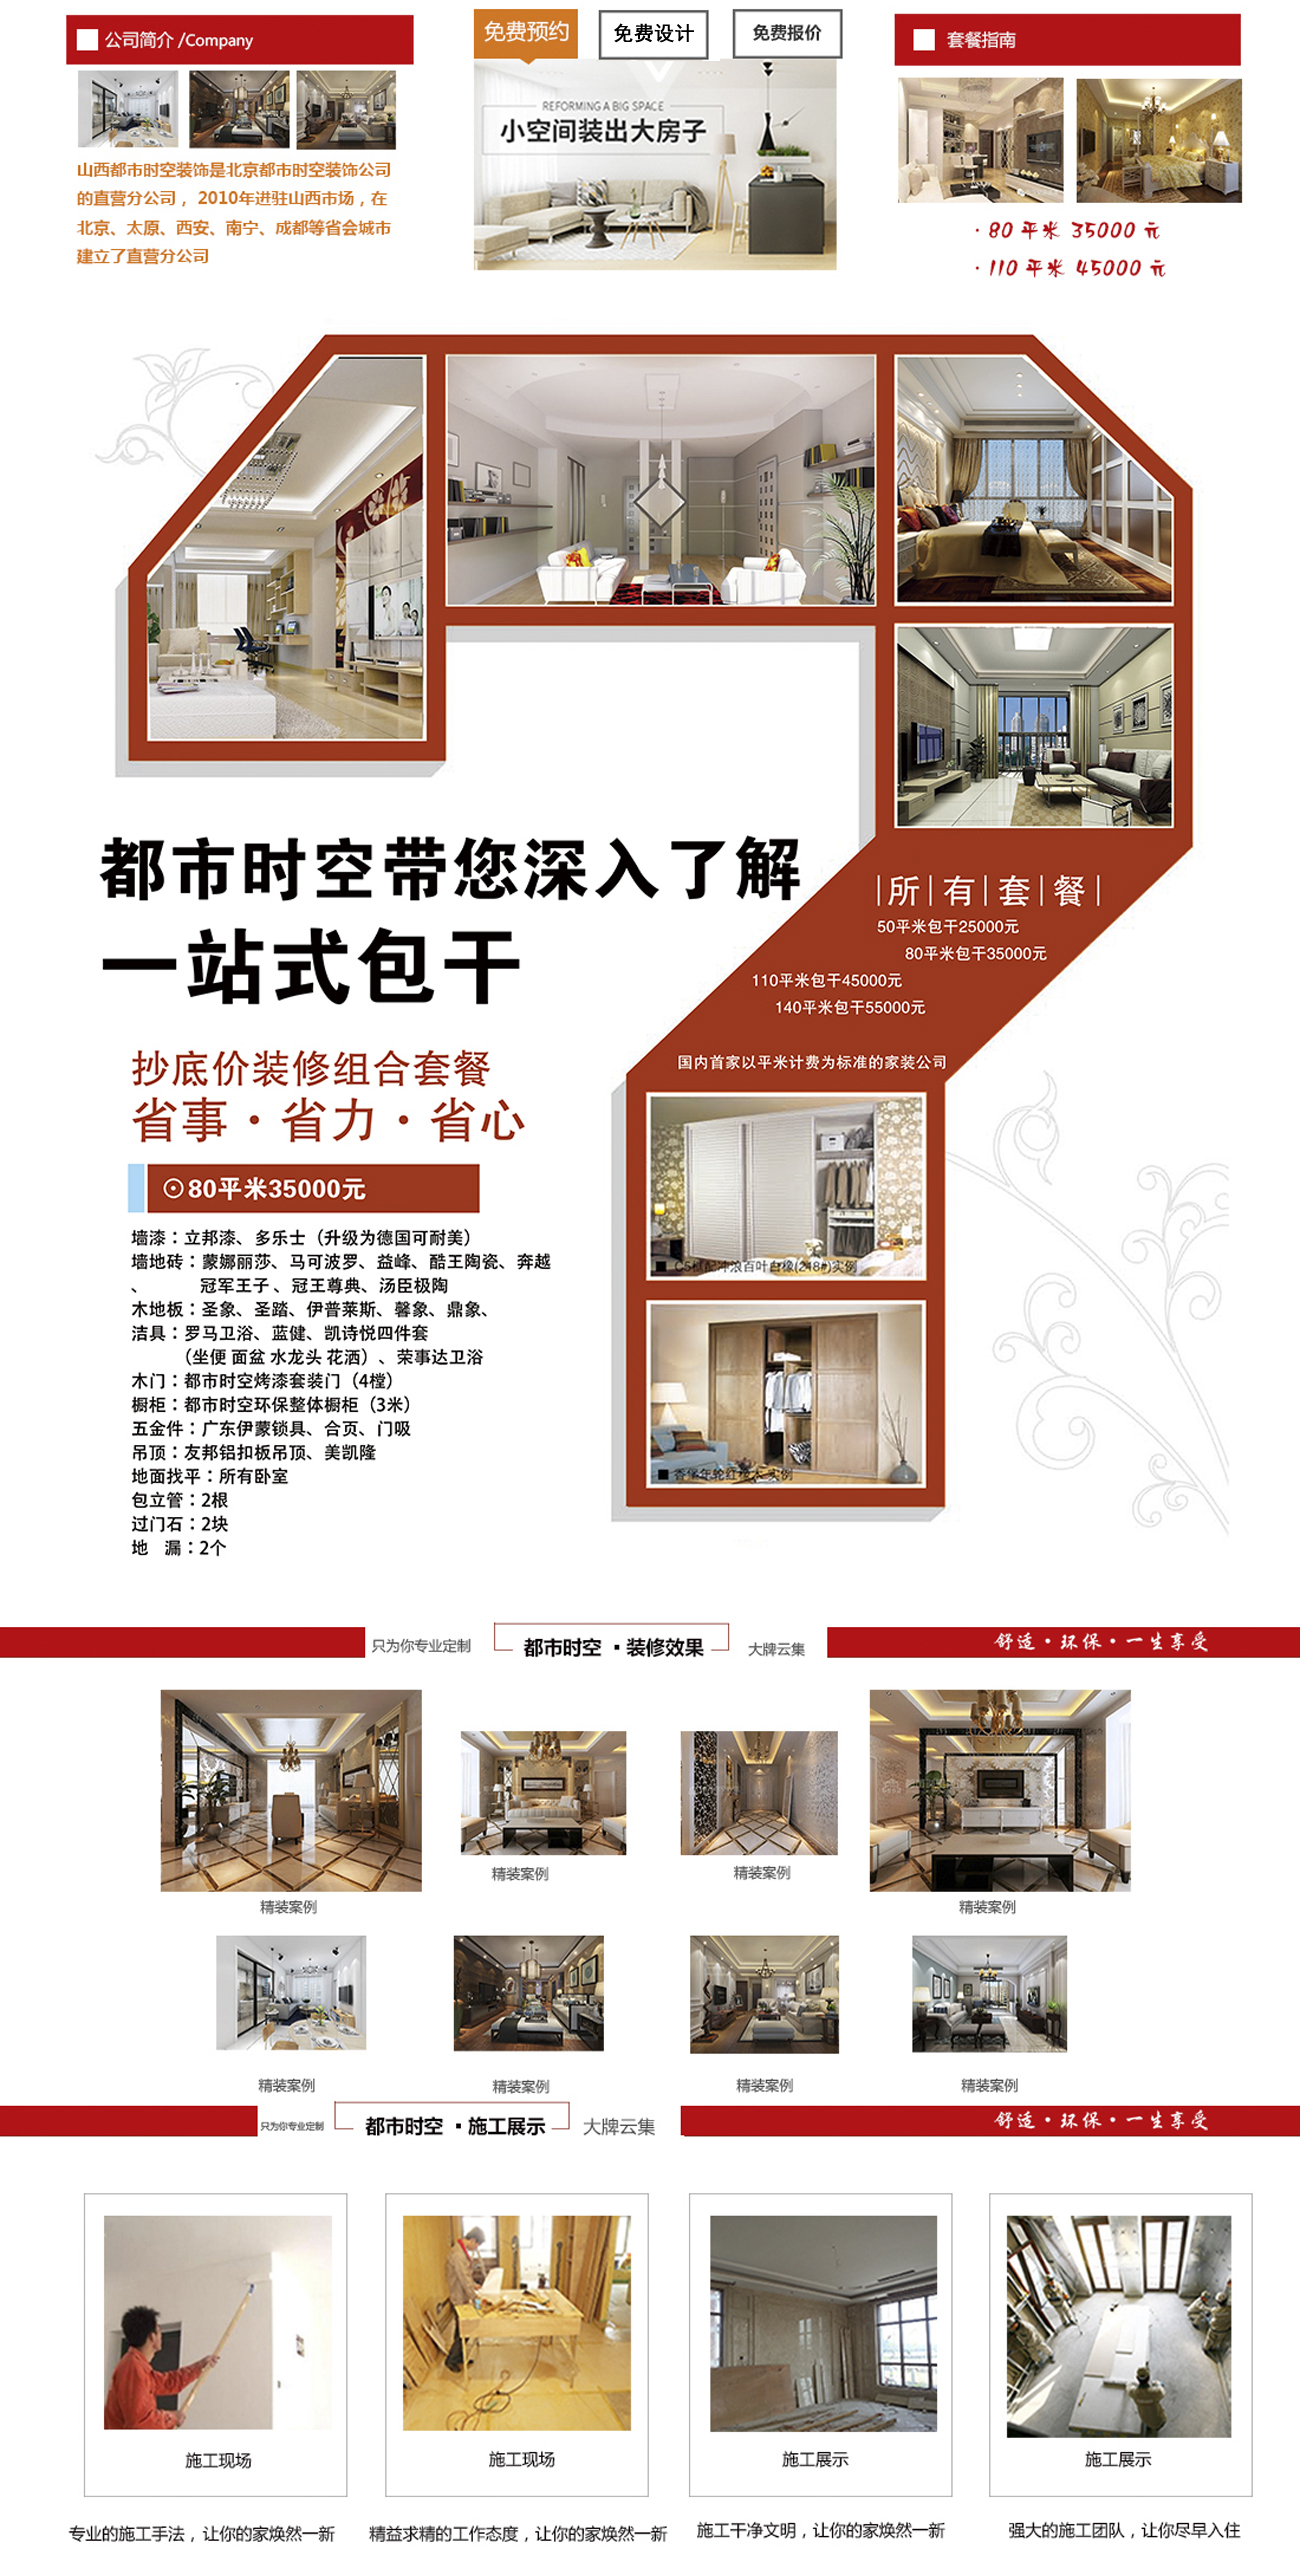 公司简介 /Company
免费预约
免费设计
免费报价
套餐指南
REFORMING A BIG SPACE
小空间装出大房子
山西都市时空装饰是北京都市时空装饰公司
的直营分公司， 2010年进驻山西市场，在
北京、太原、西安、南宁、成都等省会城市
建立了直营分公司
· 80 平米 35000 元
· 110 平米 45000 元
都市时空带您深入了解
一站式包干
|所|有|套|餐|
50平米包干25000元
80平米包干35000元
110平米包干45000元
140平米包干55000元
国内首家以平米计费为标准的家装公司
抄底价装修组合套餐
省事·省力·省心
⊙80平米35000元
墙漆：立邦漆、多乐士（升级为德国可耐美）
墙地砖：蒙娜丽莎、马可波罗、益峰、酷王陶瓷、奔越
、 冠军王子、冠王尊典、汤臣极陶
木地板：圣象、圣踏、伊普莱斯、馨象、鼎象、
洁具：罗马卫浴、蓝健、凯诗悦四件套
（坐便 面盆 水龙头 花洒）、荣事达卫浴
木门：都市时空烤漆套装门（4樘）
橱柜：都市时空环保整体橱柜（3米）
五金件：广东伊蒙锁具、合页、门吸
吊顶：友邦铝扣板吊顶、美凯隆
地面找平：所有卧室
包立管：2根
过门石：2块
地 漏：2个
只为你专业定制
都市时空 ·装修效果
大牌云集
舒适·环保·一生享受
精装案例
精装案例
精装案例
精装案例
精装案例
精装案例
精装案例
精装案例
只为你专业定制
都市时空 ·施工展示
大牌云集
舒适·环保·一生享受
施工现场
施工现场
施工展示
施工展示
专业的施工手法，让你的家焕然一新
精益求精的工作态度，让你的家焕然一新
施工干净文明，让你的家焕然一新
强大的施工团队，让你尽早入住